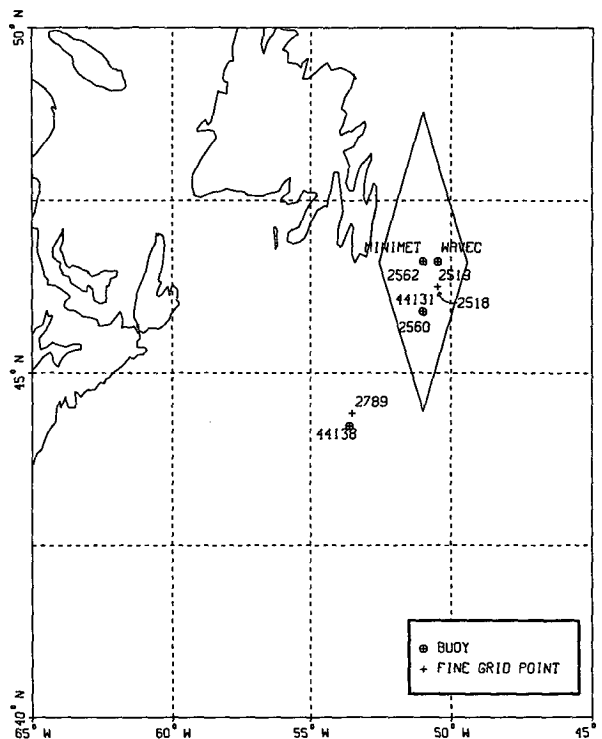 50° N
MINIMET WAVEC
2562 2519
44131
2518
2560
45° N
2789
44138
⊕ BUOY
+ FINE GRID POINT
40° N
65° W 60° W 55° W 50° W 45°